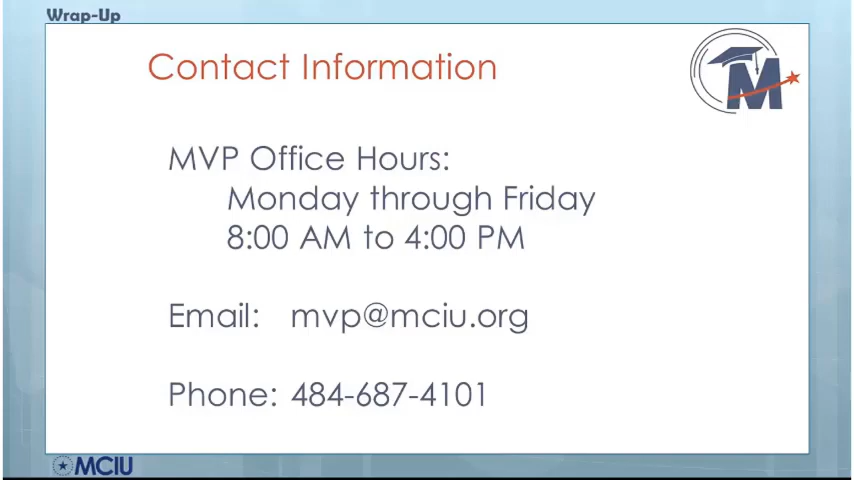 Wrap-Up
Contact Information
M
MVP Office Hours:
Monday through Friday
8:00 AM to 4:00 PM
Email: mvp@mciu.org
Phone: 484-687-4101
MCIU